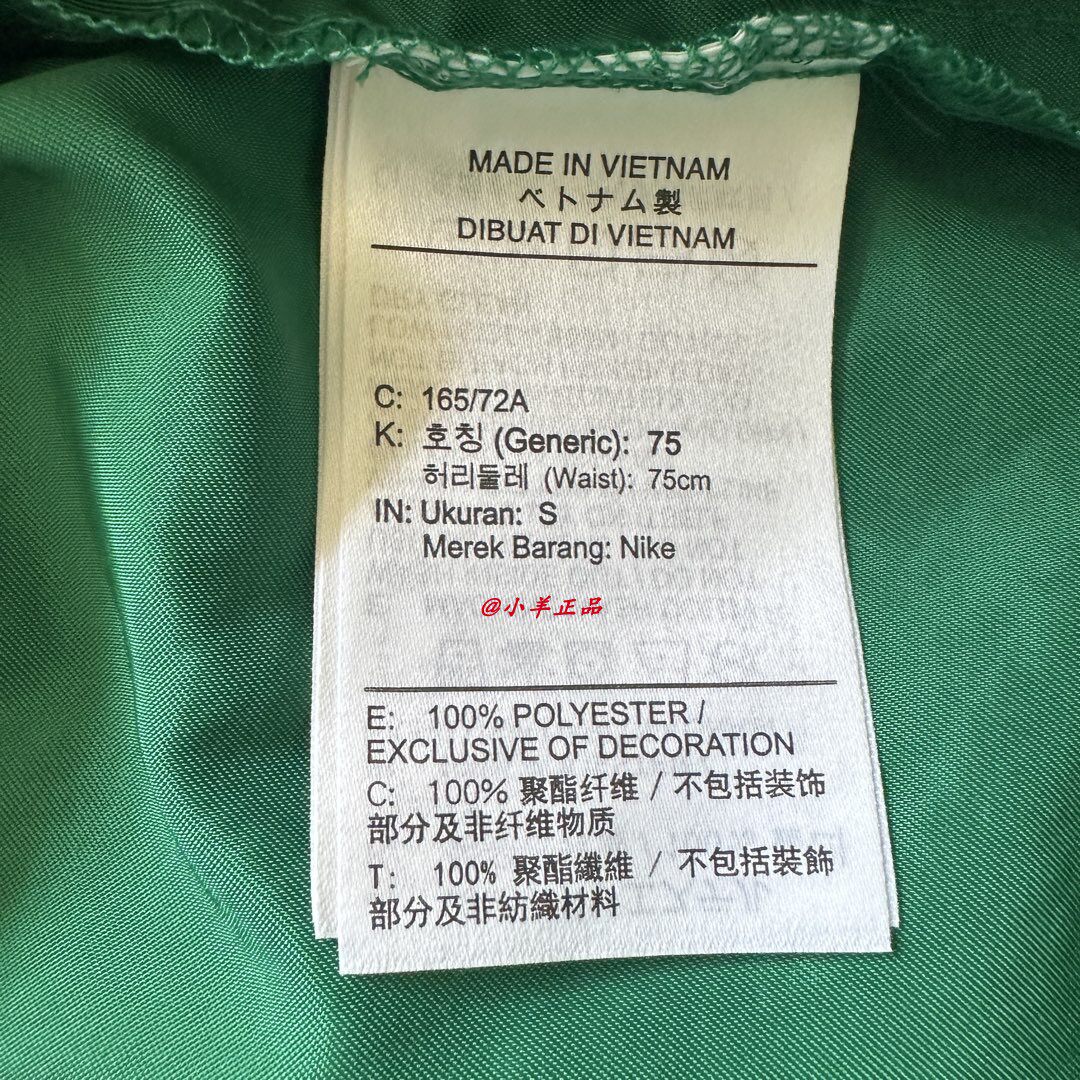 MADE IN VIETNAM
ベトナム製
DIBUAT DI VIETNAM
C: 165/72A
K: 호칭 (Generic): 75
허리둘레 (Waist): 75cm
IN: Ukuran: S
Merek Barang: Nike
@小羊正品
E: 100% POLYESTER /
EXCLUSIVE OF DECORATION
C: 100% 聚酯纤维 / 不包括装饰
部分及非纤维物质
T: 100% 聚酯纖維 / 不包括裝飾
部分及非紡織材料